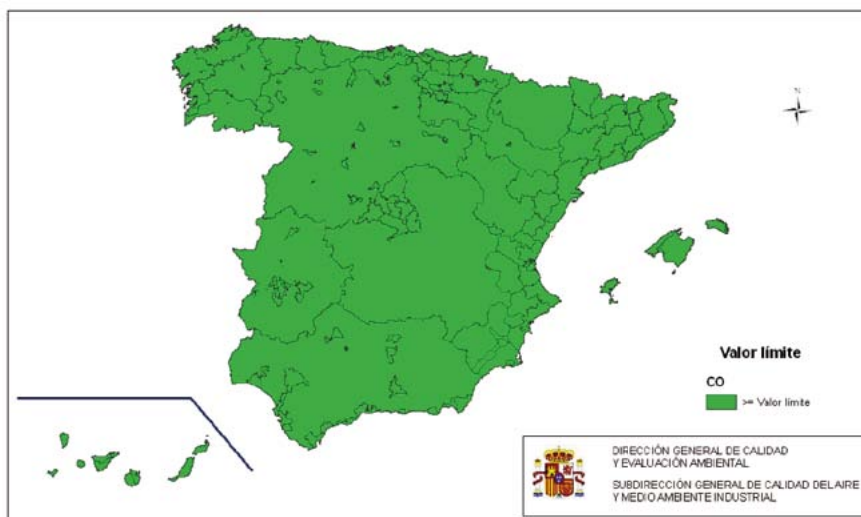 N
Valor límite
CO
>= Valor límite
DIRECCIÓN GENERAL DE CALIDAD
Y EVALUACIÓN AMBIENTAL
SUBDIRECCIÓN GENERAL DE CALIDAD DEL AIRE
Y MEDIO AMBIENTE INDUSTRIAL